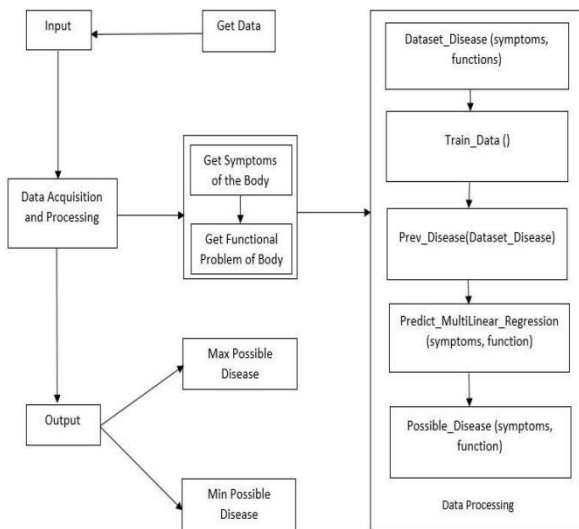 Input
Get Data
Data Acquisition
and Processing
Get Symptoms
of the Body
Get Functional
Problem of Body
Output
Max Possible
Disease
Min Possible
Disease
Dataset_Disease (symptoms,
functions)
Train_Data ()
Prev_Disease(Dataset_Disease)
Predict_MultiLinear_Regression
(symptoms, function)
Possible_Disease (symptoms,
function)
Data Processing